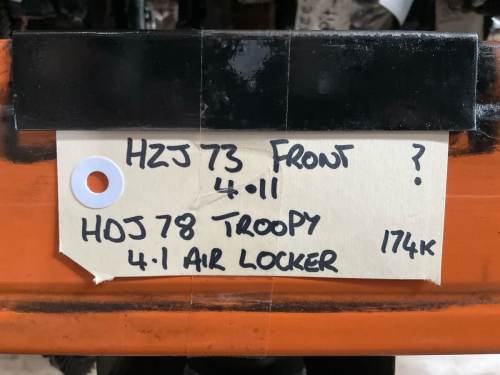 HZJ 73 FRONT ?
4.11
HDJ 78 TROOPY
4.1 AIR LOCKER 174K